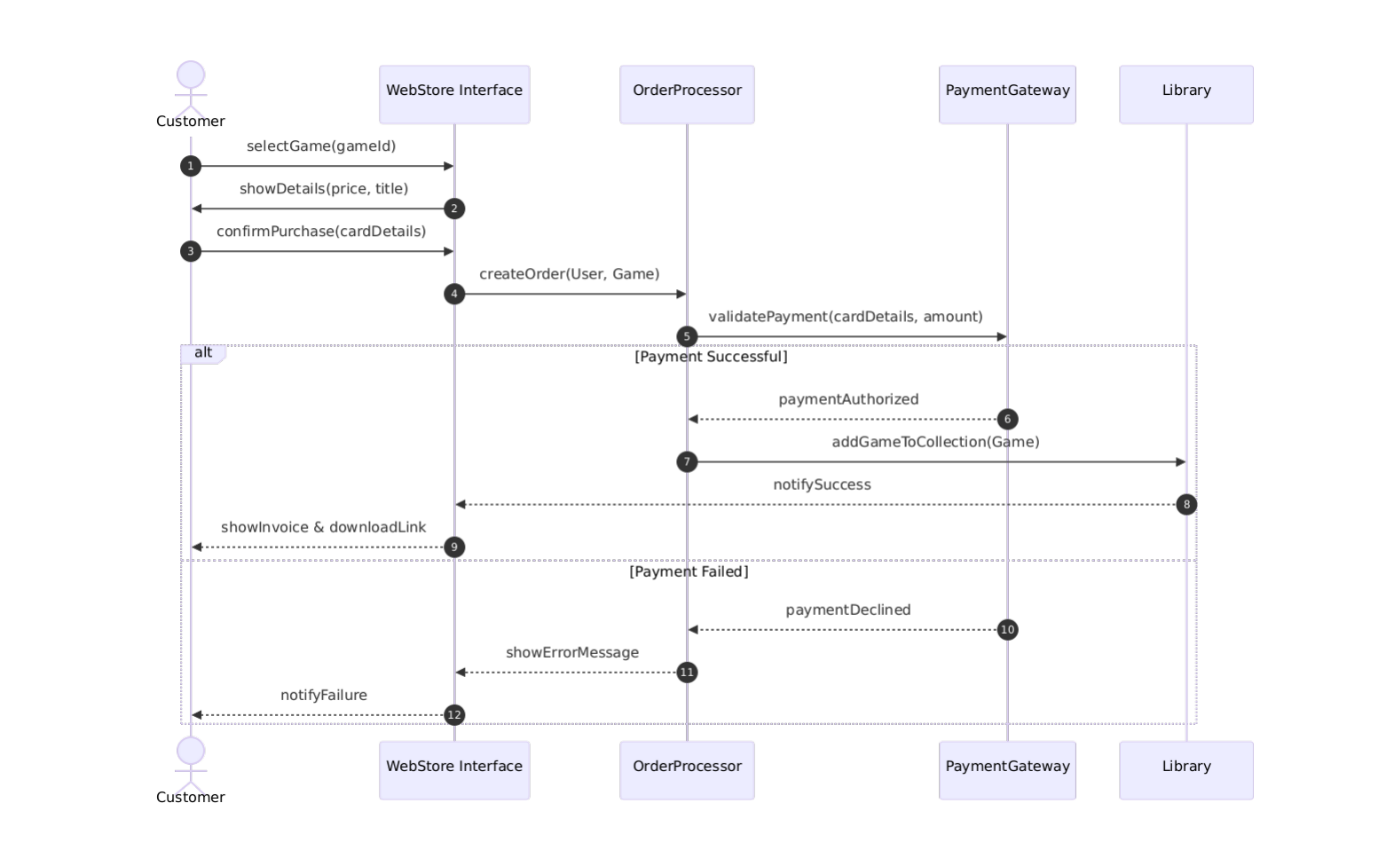 Customer
WebStore Interface
OrderProcessor
PaymentGateway
Library
selectGame(gameId)
1
showDetails(price, title)
2
confirmPurchase(cardDetails)
3
createOrder(User, Game)
4
validatePayment(cardDetails, amount)
5
alt
[Payment Successful]
paymentAuthorized
6
addGameToCollection(Game)
7
notifySuccess
8
showInvoice & downloadLink
9
[Payment Failed]
paymentDeclined
10
showErrorMessage
11
notifyFailure
12
Customer
WebStore Interface
OrderProcessor
PaymentGateway
Library